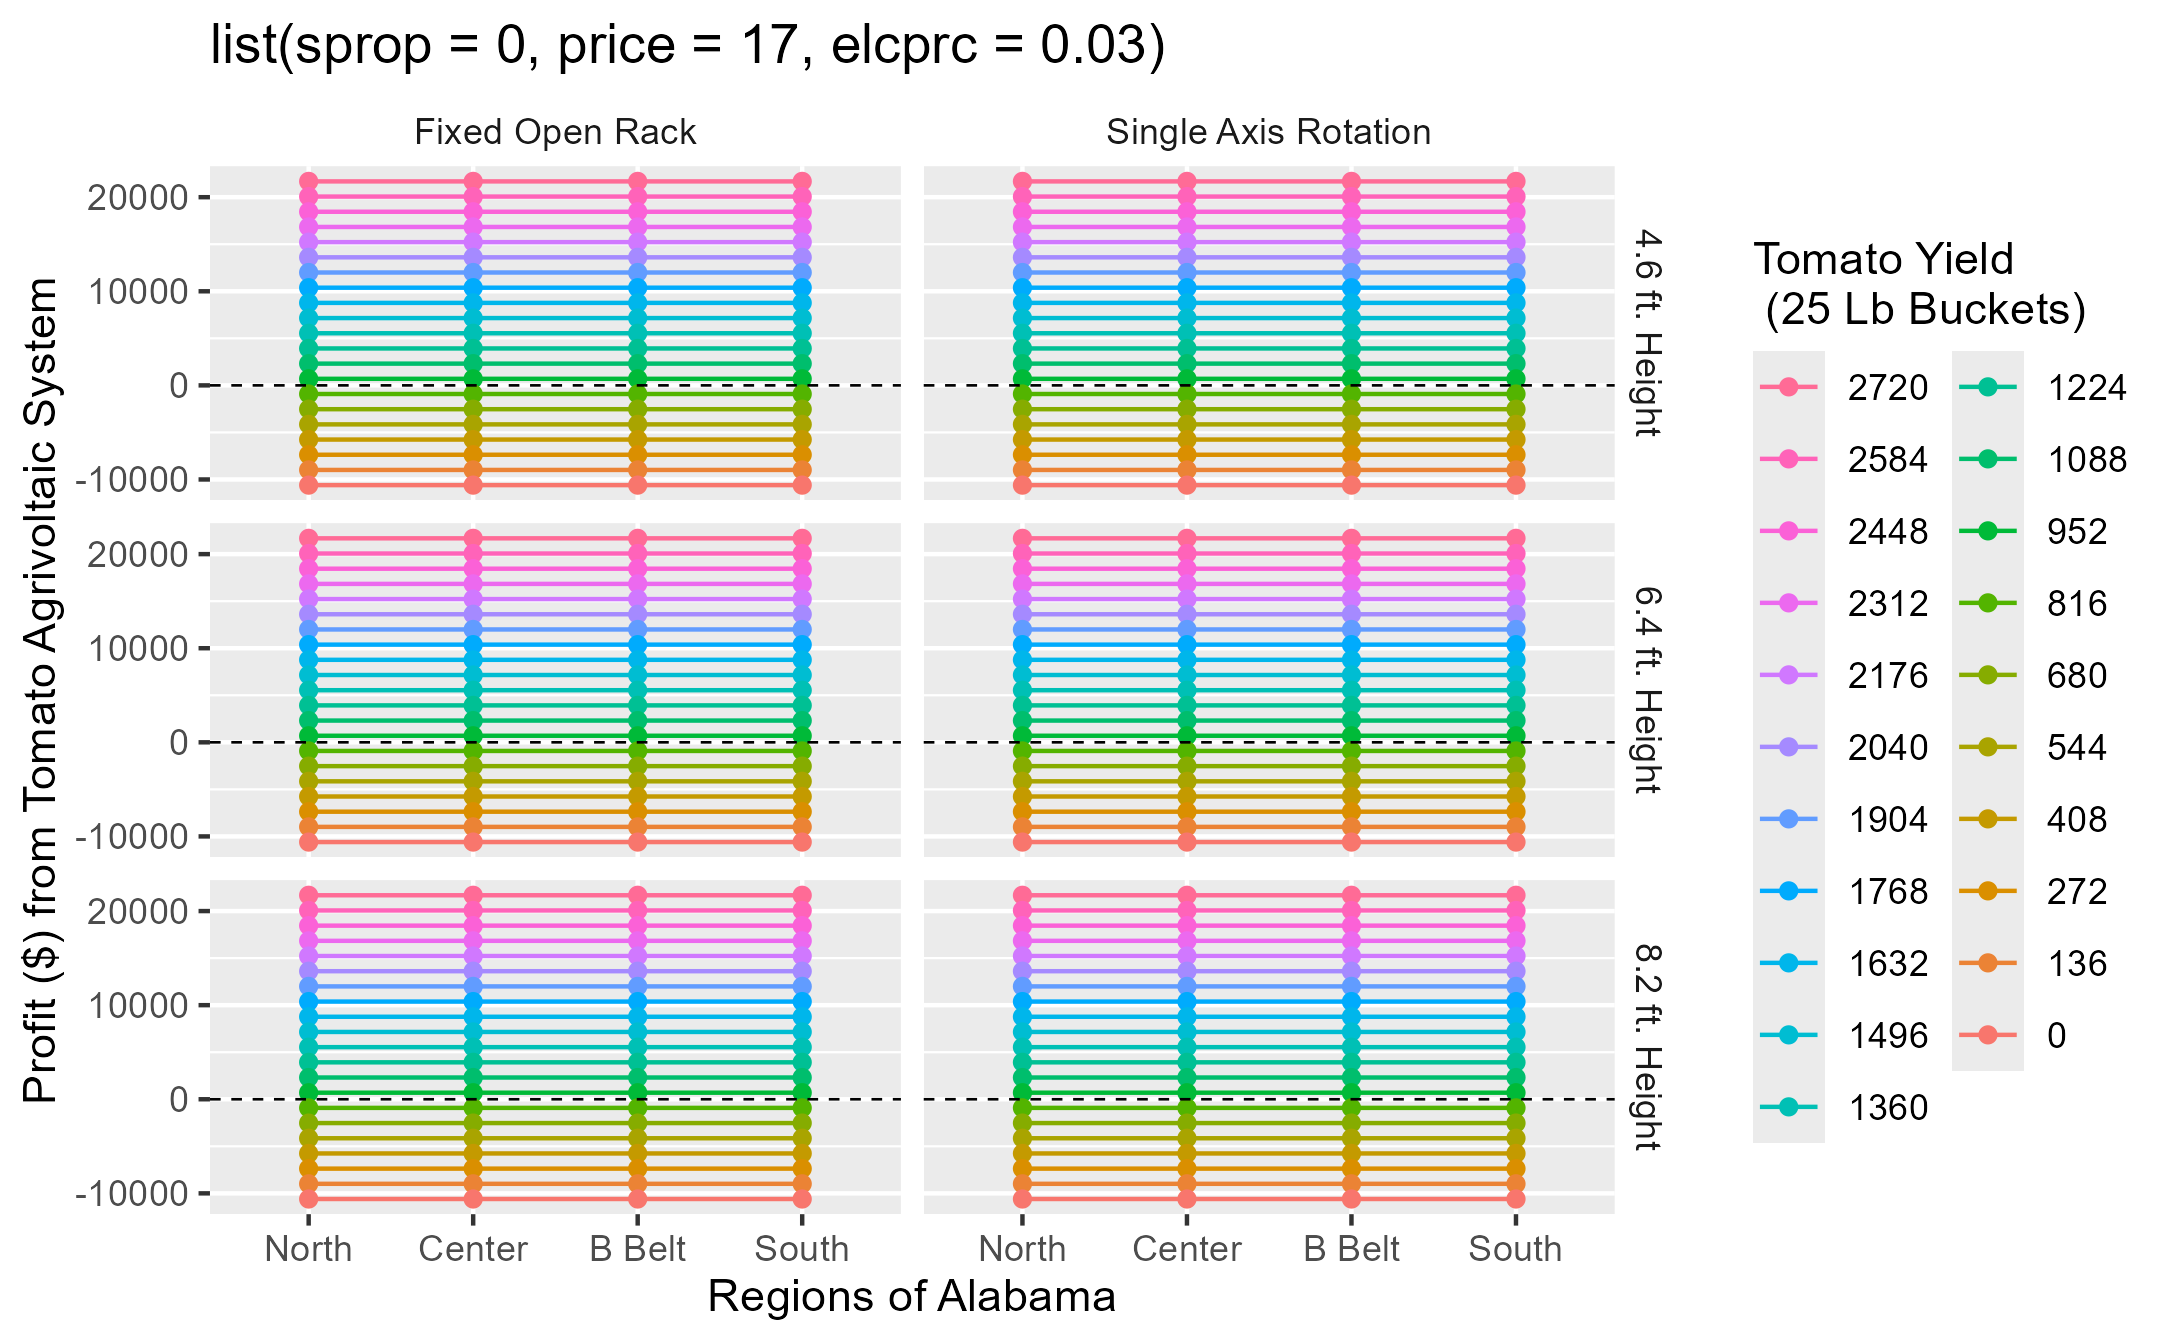 list(sprop = 0, price = 17, elcprc = 0.03)
Fixed Open Rack
Single Axis Rotation
Profit ($) from Tomato Agrivoltaic System
20000
10000
0
-10000
4.6 ft. Height
20000
10000
0
-10000
6.4 ft. Height
20000
10000
0
-10000
8.2 ft. Height
North Center B Belt South
North Center B Belt South
Regions of Alabama
Tomato Yield
(25 Lb Buckets)
2720
2584
2448
2312
2176
2040
1904
1768
1632
1496
1360
1224
1088
952
816
680
544
408
272
136
0